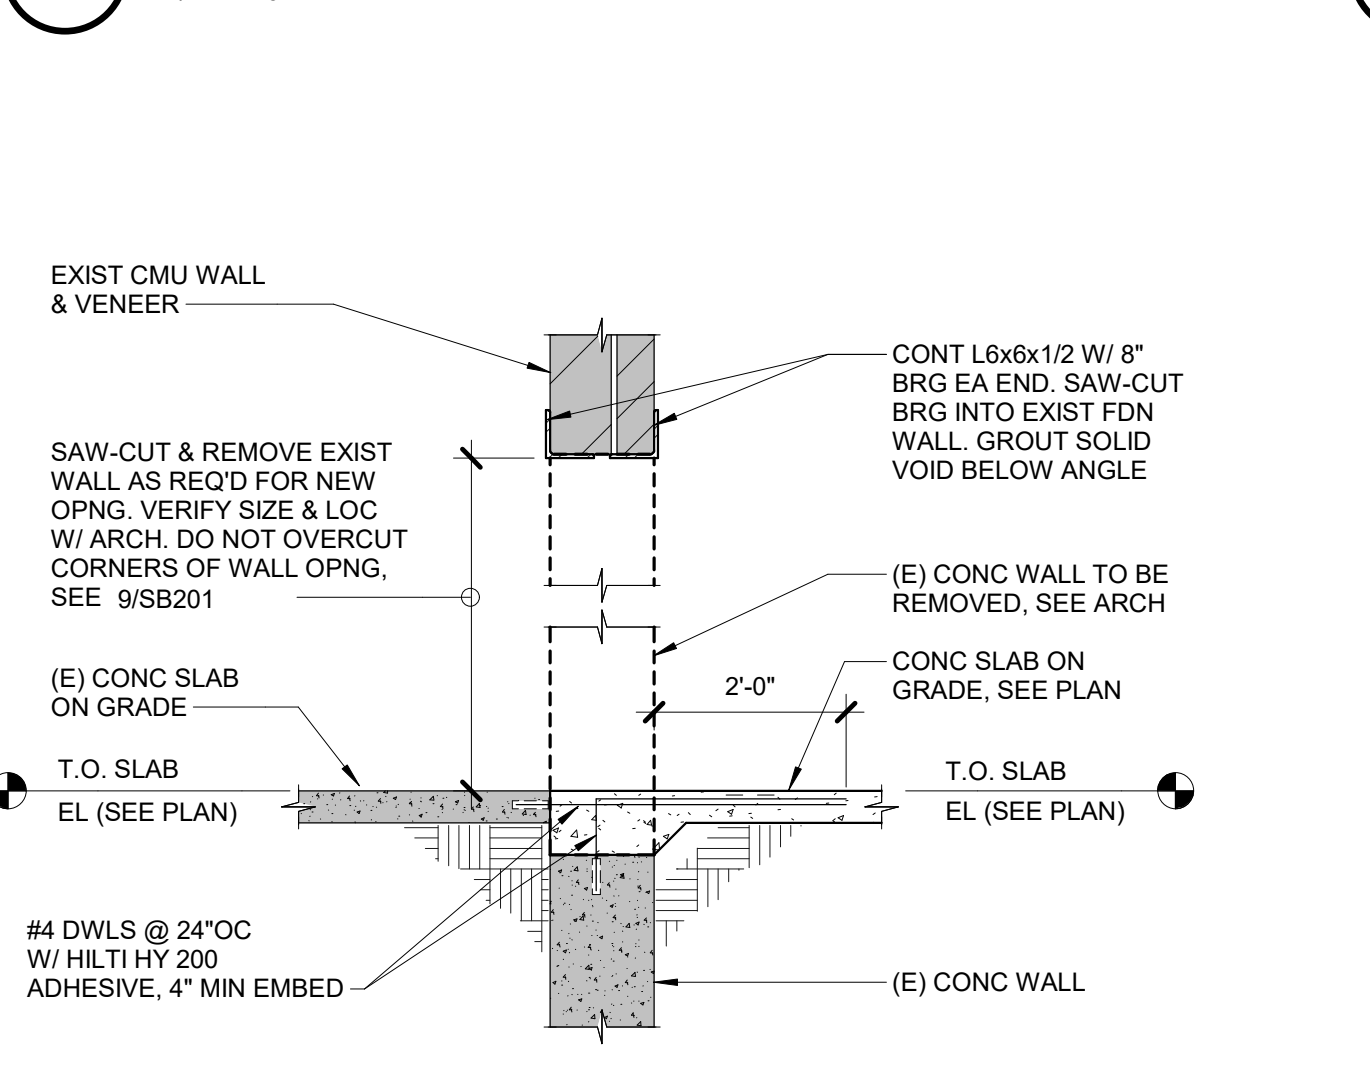 EXIST CMU WALL
& VENEER
CONT L6x6x1/2 W/ 8"
BRG EA END. SAW-CUT
BRG INTO EXIST FDN
WALL. GROUT SOLID
VOID BELOW ANGLE
SAW-CUT & REMOVE EXIST
WALL AS REQ'D FOR NEW
OPNG. VERIFY SIZE & LOC
W/ ARCH. DO NOT OVERCUT
CORNERS OF WALL OPNG,
SEE 9/SB201
(E) CONC WALL TO BE
REMOVED, SEE ARCH
(E) CONC SLAB
ON GRADE
2'-0"
CONC SLAB ON
GRADE, SEE PLAN
T.O. SLAB
EL (SEE PLAN)
T.O. SLAB
EL (SEE PLAN)
#4 DWLS @ 24"OC
W/ HILTI HY 200
ADHESIVE, 4" MIN EMBED
(E) CONC WALL